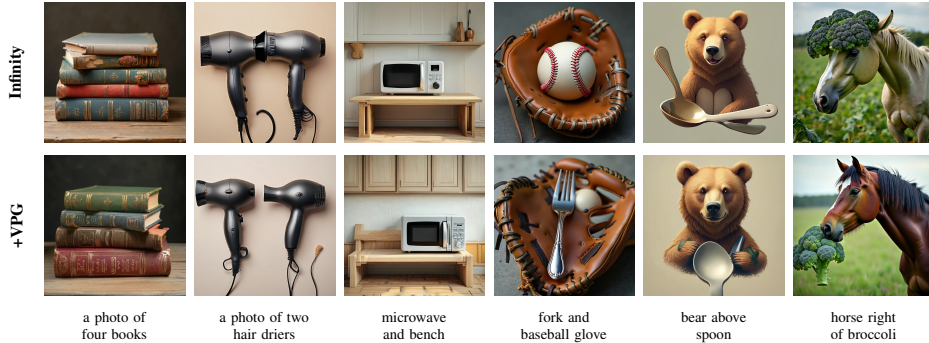 Infinity
+VPG
a photo of
four books
a photo of two
hair driers
microwave
and bench
fork and
baseball glove
bear above
spoon
horse right
of broccoli